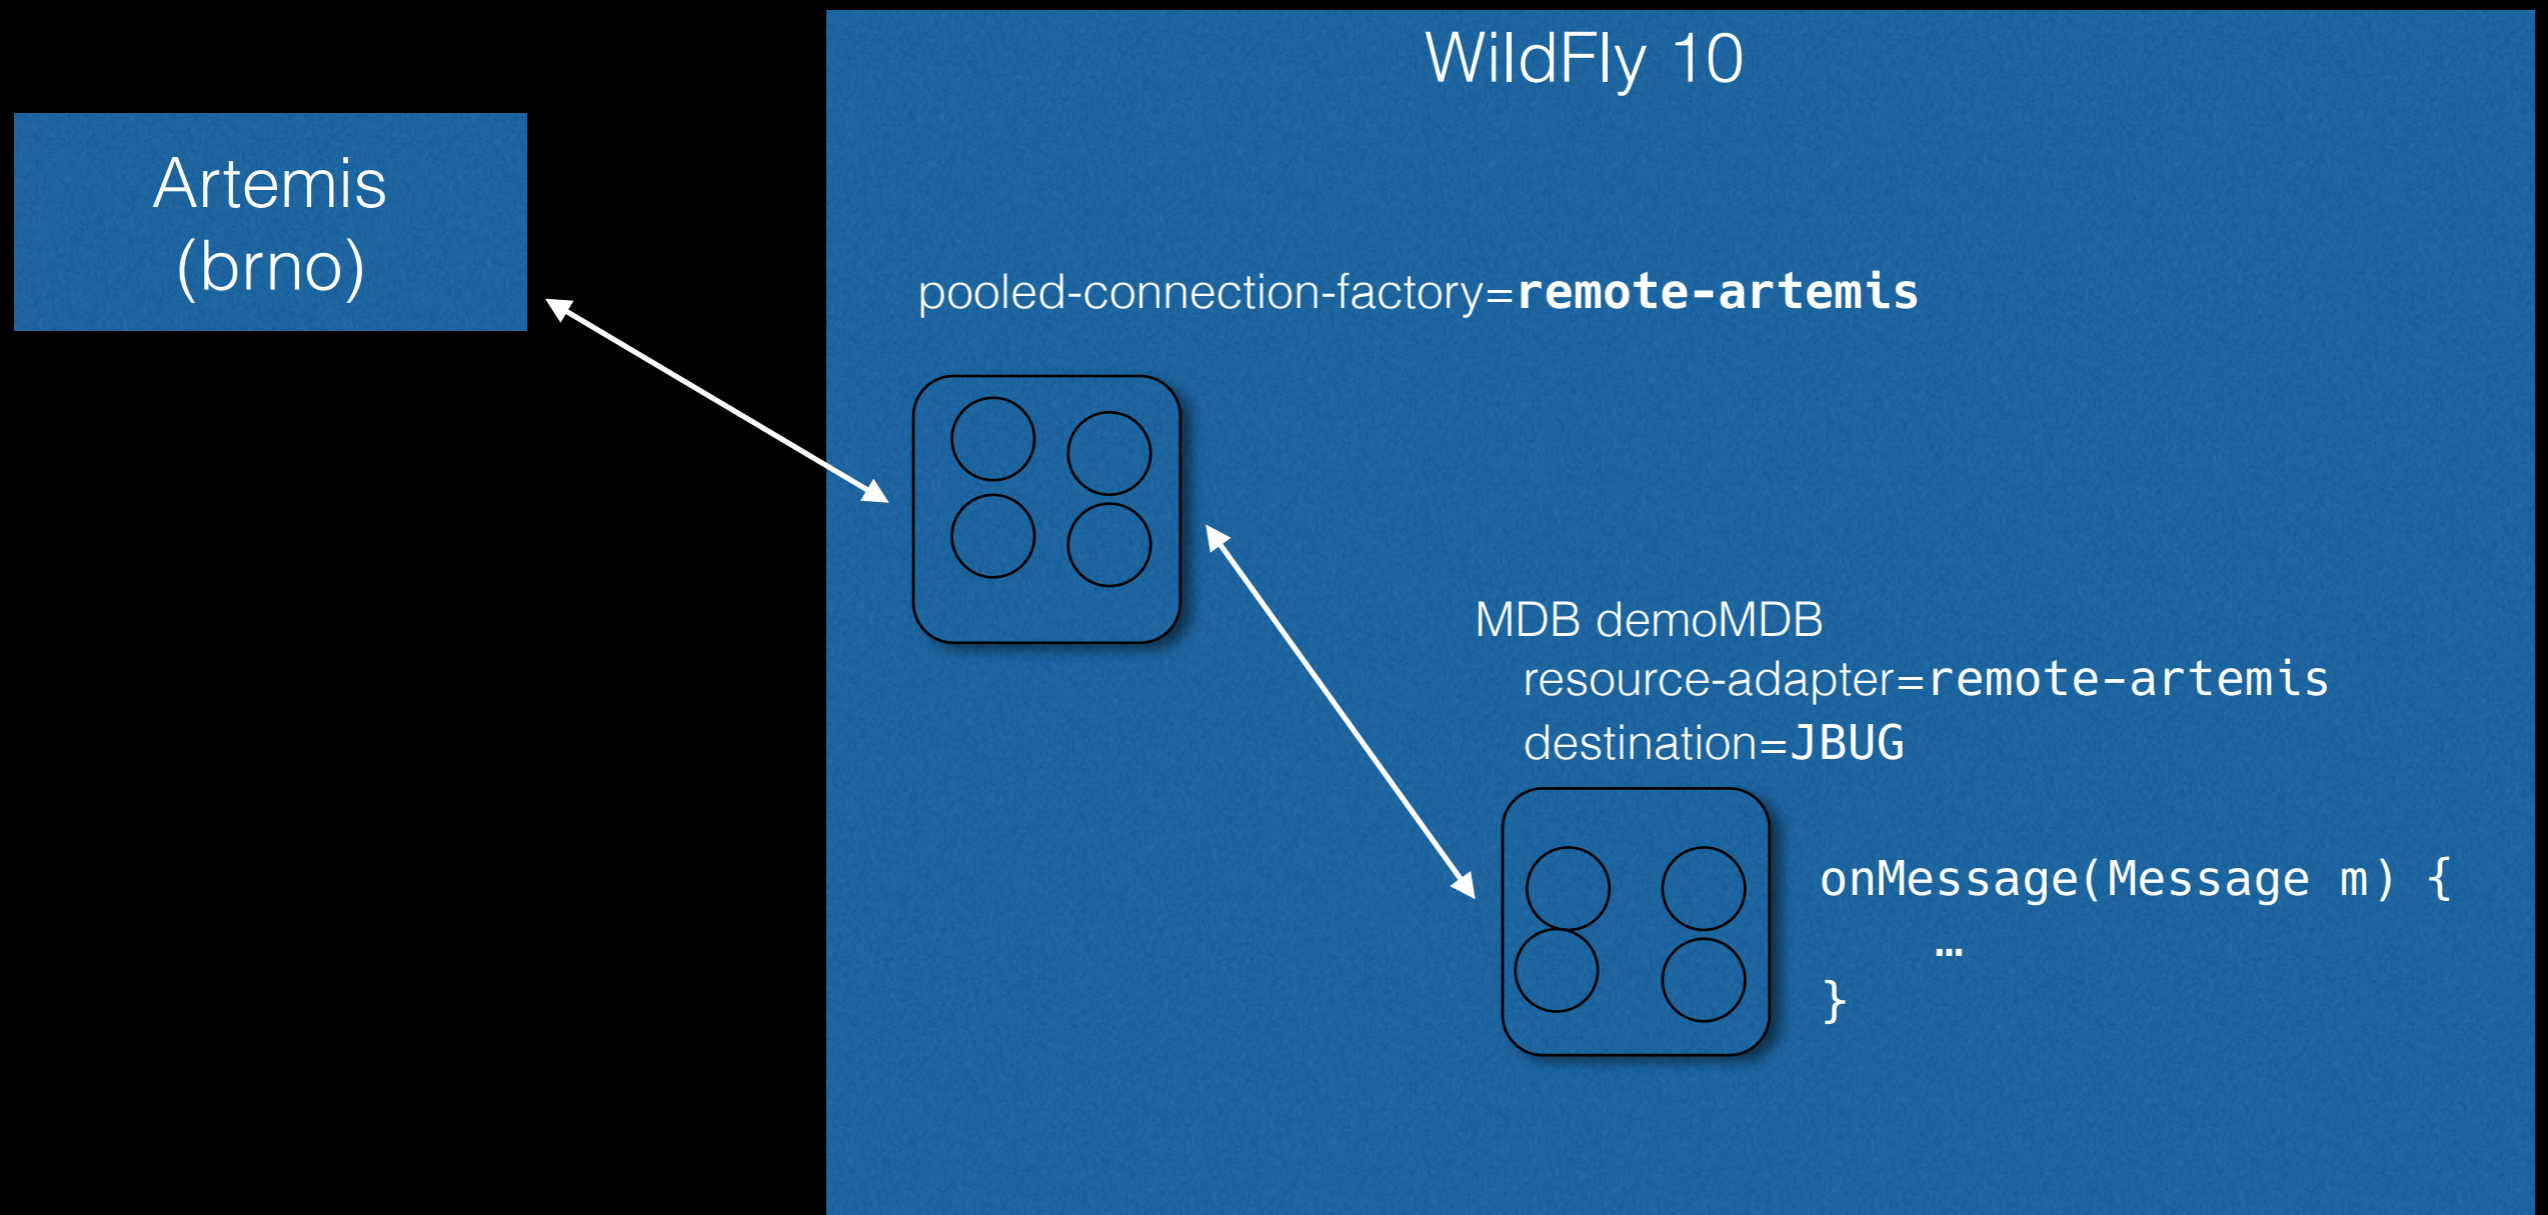 WildFly 10
Artemis
(brno)
pooled-connection-factory=remote-artemis
MDB demoMDB
resource-adapter=remote-artemis
destination=JBUG
onMessage(Message m) {
…
}